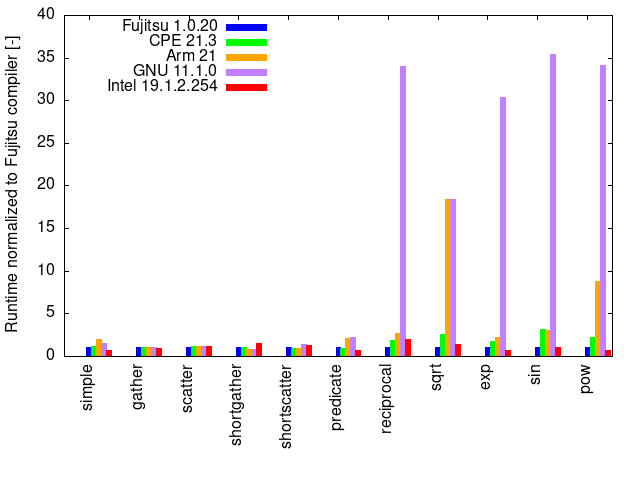 Runtime normalized to Fujitsu compiler [-]
40
35
30
25
20
15
10
5
0
Fujitsu 1.0.20
CPE 21.3
Arm 21
GNU 11.1.0
Intel 19.1.2.254
simple
gather
scatter
shortgather
shortscatter
predicate
reciprocal
sqrt
exp
sin
pow